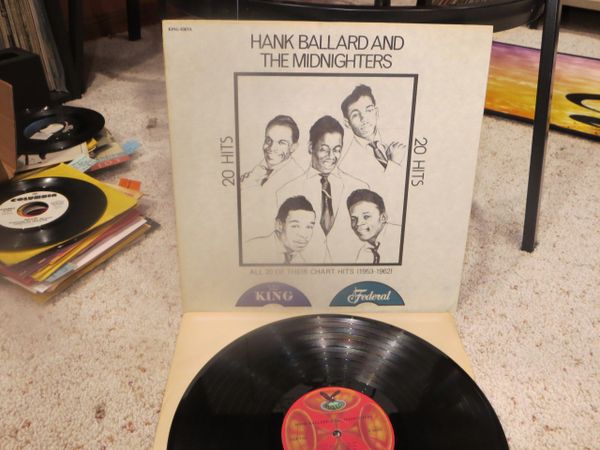 HANK BALLARD AND
THE MIDNIGHTERS
20 HITS
20 HITS
ALL 20 OF THEIR CHART HITS (1953-1962)
KING
Federal